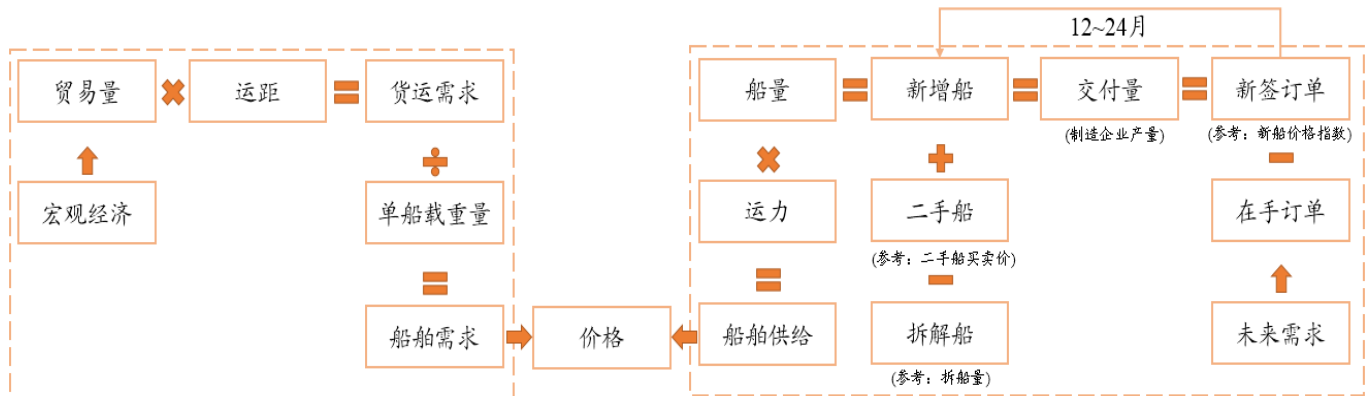 12~24月
贸易量
运距
货运需求
船量
新增船
交付量
新签订单
(制造企业产量)
(参考：新船价格指数)
宏观经济
单船载重量
运力
二手船
在手订单
(参考：二手船买卖价)
船舶需求
价格
船舶供给
拆解船
未来需求
(参考：拆船量)